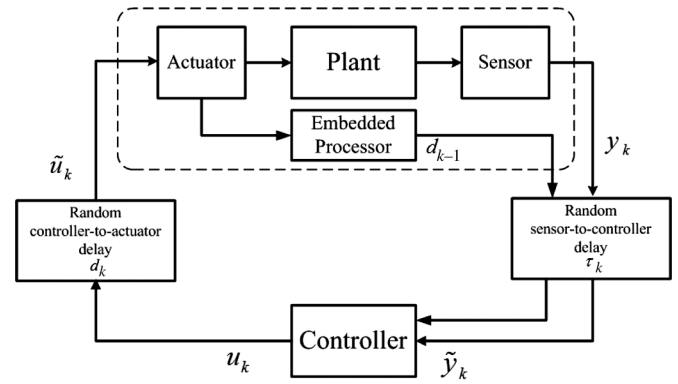 Actuator
Plant
Sensor
Embedded
Processor
d_{k-1}
ũ_k
y_k
Random
controller-to-actuator
delay
d_k
Random
sensor-to-controller
delay
τ_k
Controller
u_k
ỹ_k